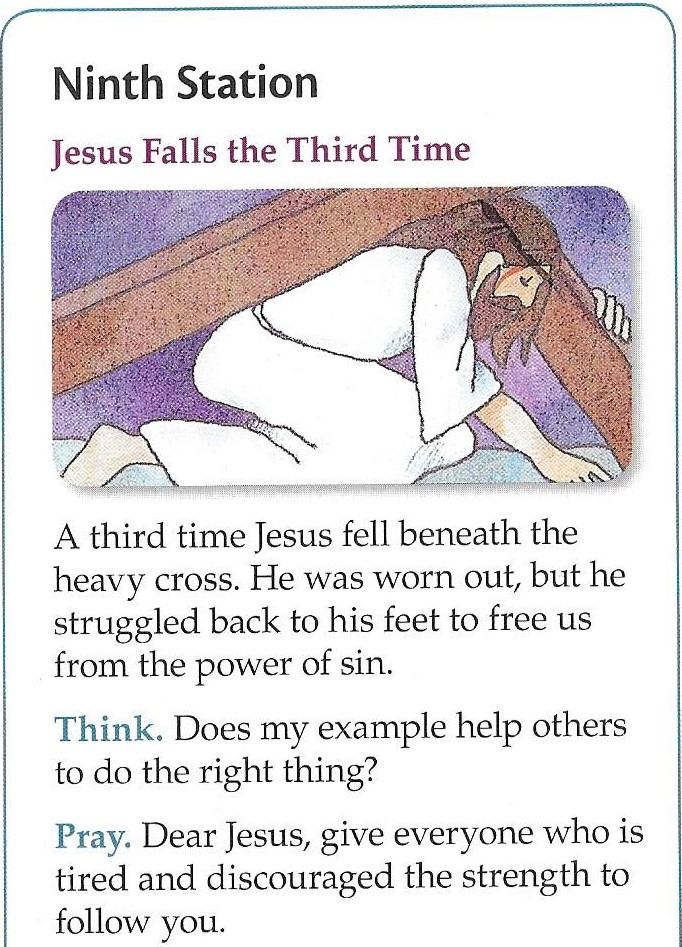 Ninth Station
Jesus Falls the Third Time
A third time Jesus fell beneath the
heavy cross. He was worn out, but he
struggled back to his feet to free us
from the power of sin.
Think. Does my example help others
to do the right thing?
Pray. Dear Jesus, give everyone who is
tired and discouraged the strength to
follow you.